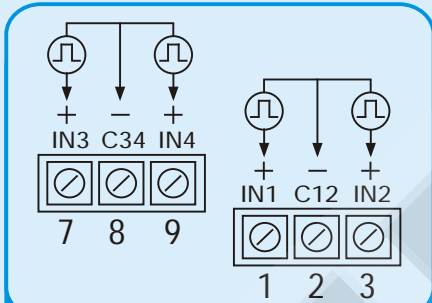 + − +
IN3 C34 IN4
7 8 9
+ − +
IN1 C12 IN2
1 2 3